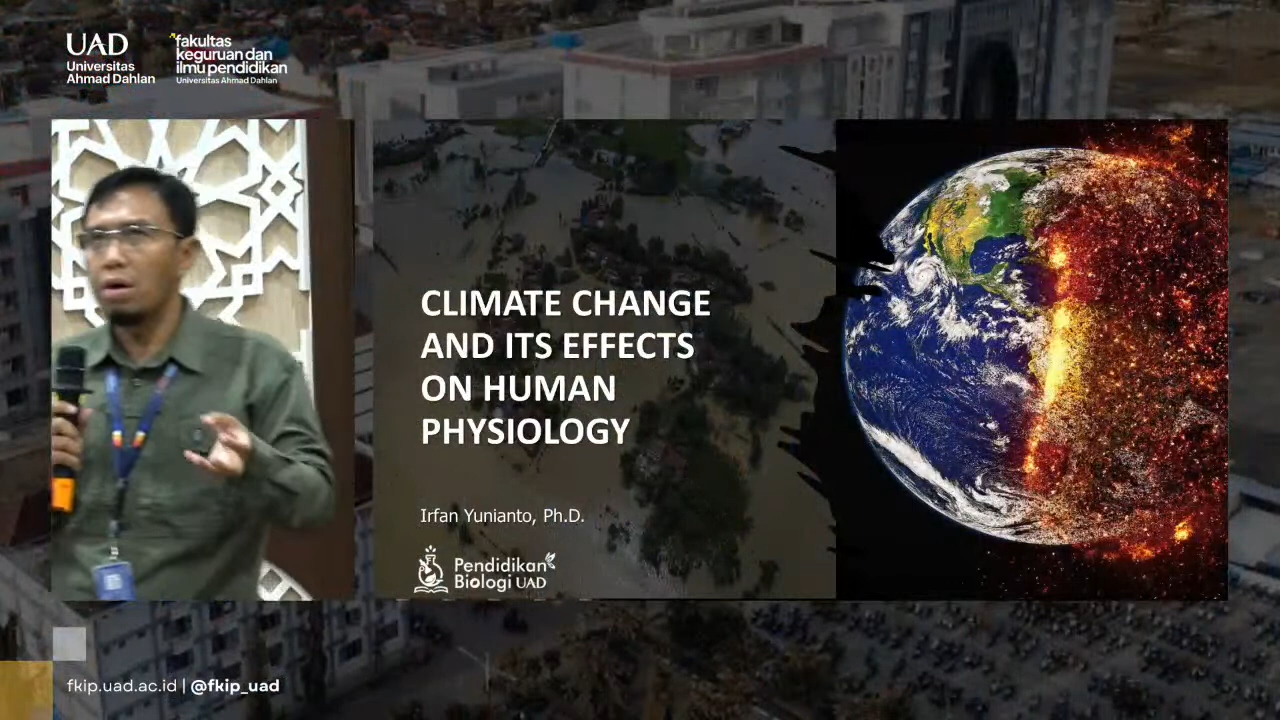 UAD
Universitas
Ahmad Dahlan
fakultas
keguruan dan
ilmu pendidikan
Universitas Ahmad Dahlan
CLIMATE CHANGE
AND ITS EFFECTS
ON HUMAN
PHYSIOLOGY
Irfan Yunianto, Ph.D.
Pendidikan
Biologi UAD
fkip.uad.ac.id | @fkip_uad